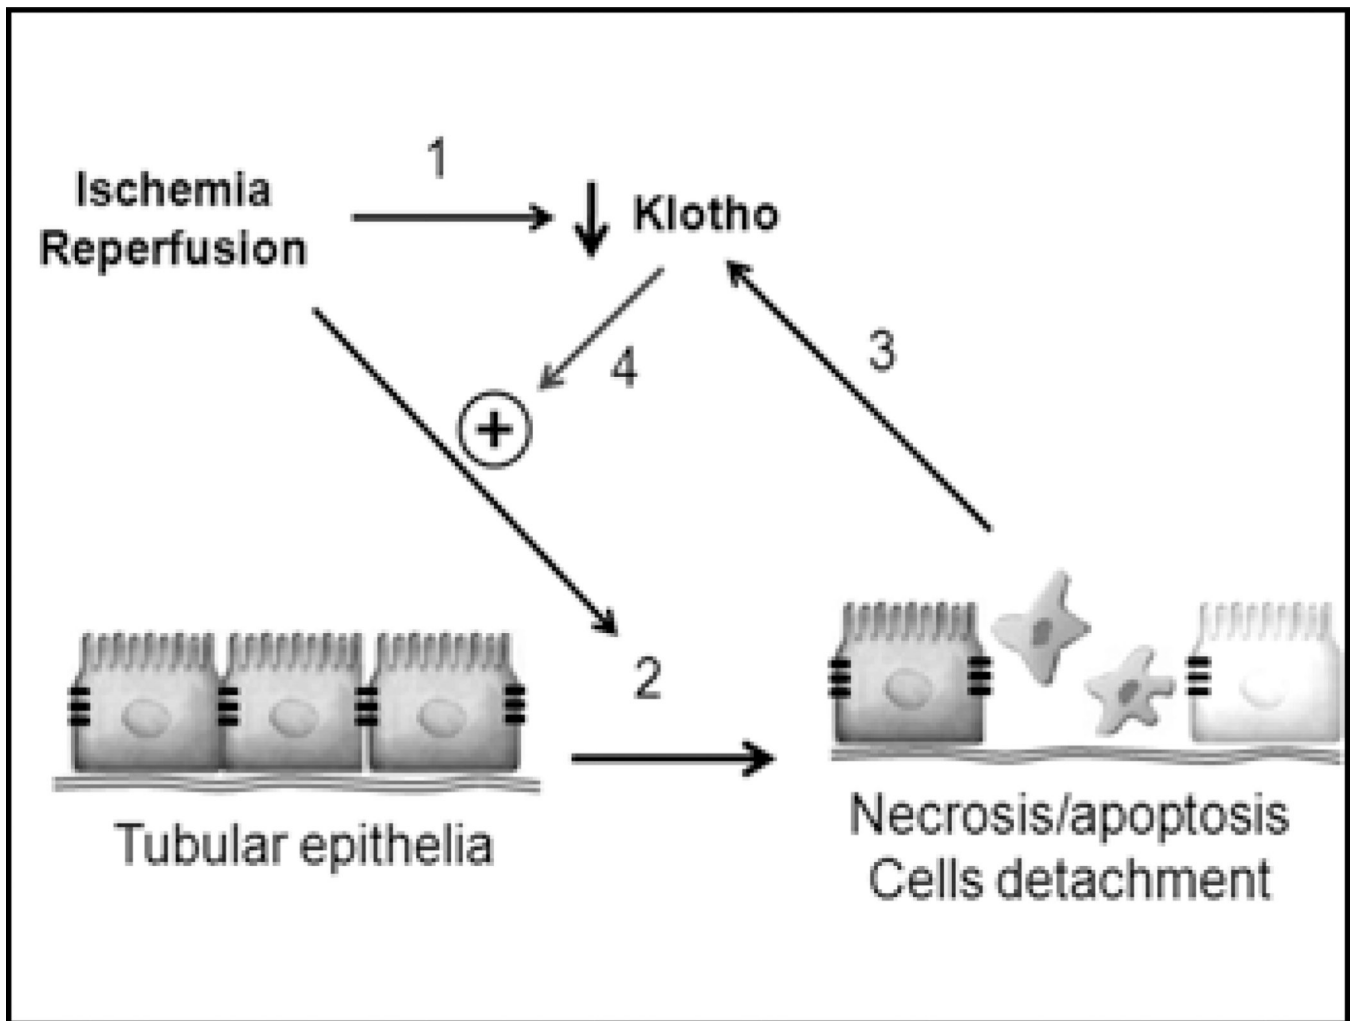 1
Ischemia
Reperfusion
Klotho
4
3
+
2
Tubular epithelia
Necrosis/apoptosis
Cells detachment